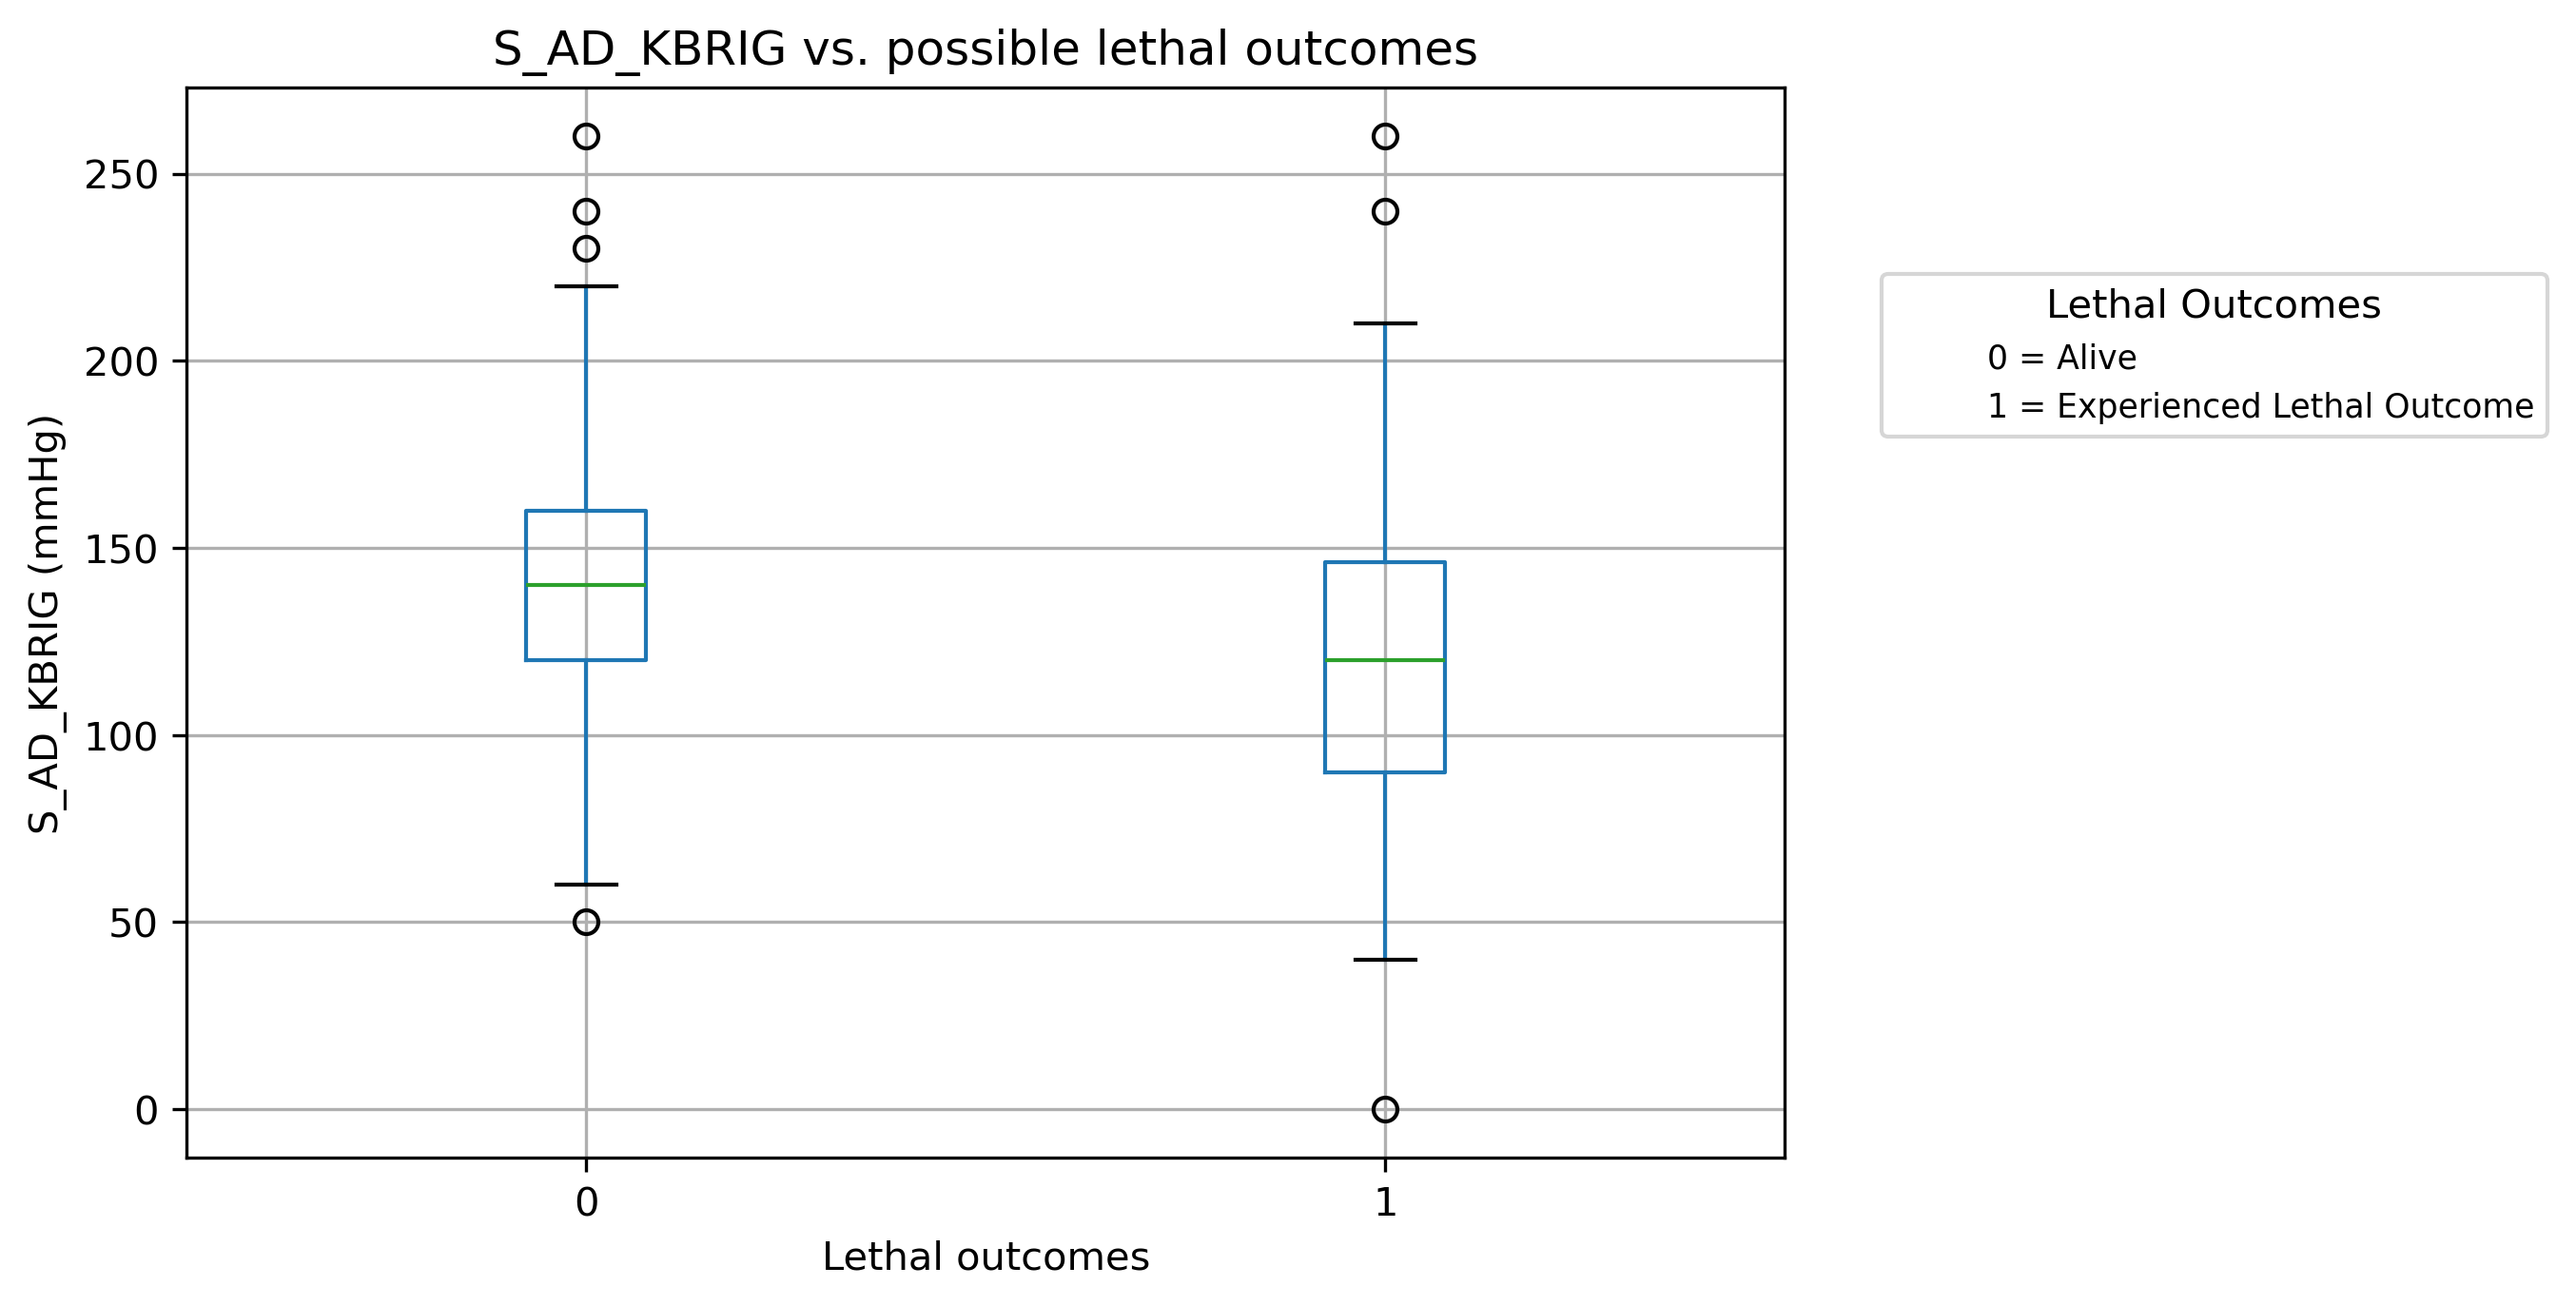 S_AD_KBRIG vs. possible lethal outcomes
S_AD_KBRIG (mmHg)
250
200
150
100
50
0
0
1
Lethal outcomes
Lethal Outcomes
0 = Alive
1 = Experienced Lethal Outcome